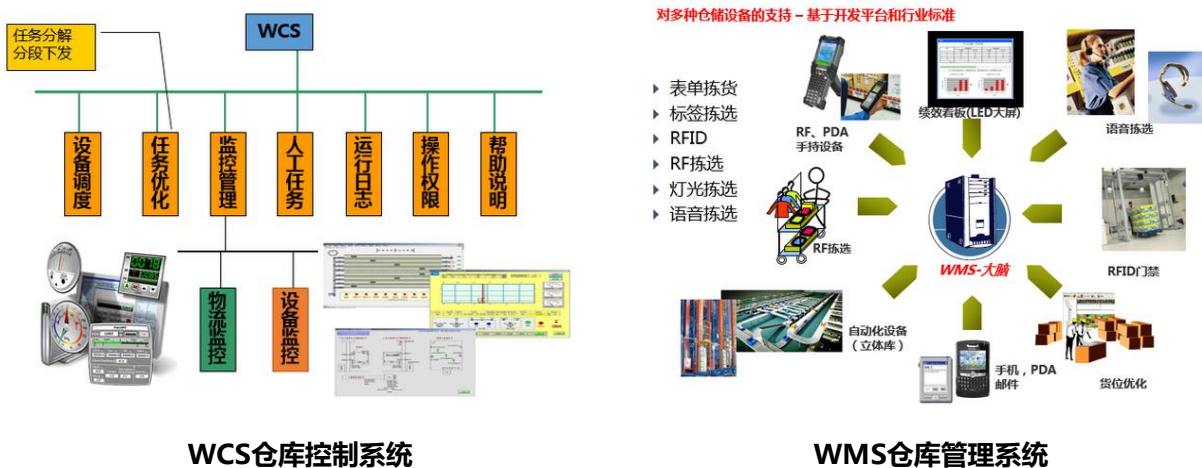 任务分解
分段下发
WCS
设备调度
任务优化
监控管理
人工任务
运行日志
操作权限
帮助说明
物流监控
设备监控
WCS仓库控制系统
对多种仓储设备的支持 – 基于开发平台和行业标准
表单拣货
标签拣选
RFID
RF拣选
灯光拣选
语音拣选
RF、PDA
手持设备
绩效看板(LED大屏)
语音拣选
RF拣选
WMS-大脑
RFID门禁
自动化设备
（立体库）
手机，PDA
邮件
货位优化
WMS仓库管理系统